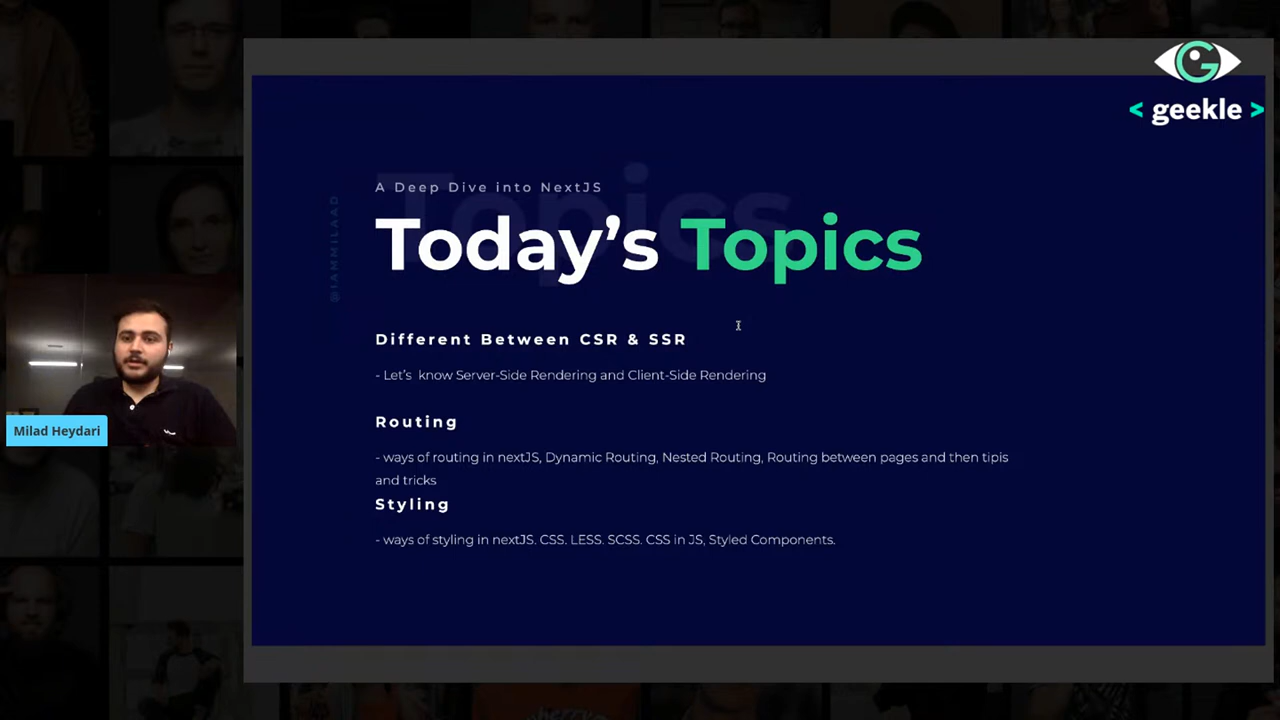 < geekle >
A Deep Dive into NextJS
Topics
Today's Topics
@IAMMILAAD
Different Between CSR & SSR
- Let's know Server-Side Rendering and Client-Side Rendering
Routing
- ways of routing in nextJS, Dynamic Routing, Nested Routing, Routing between pages and then tipis
and tricks
Styling
- ways of styling in nextJS. CSS. LESS. SCSS. CSS in JS, Styled Components.
Milad Heydari